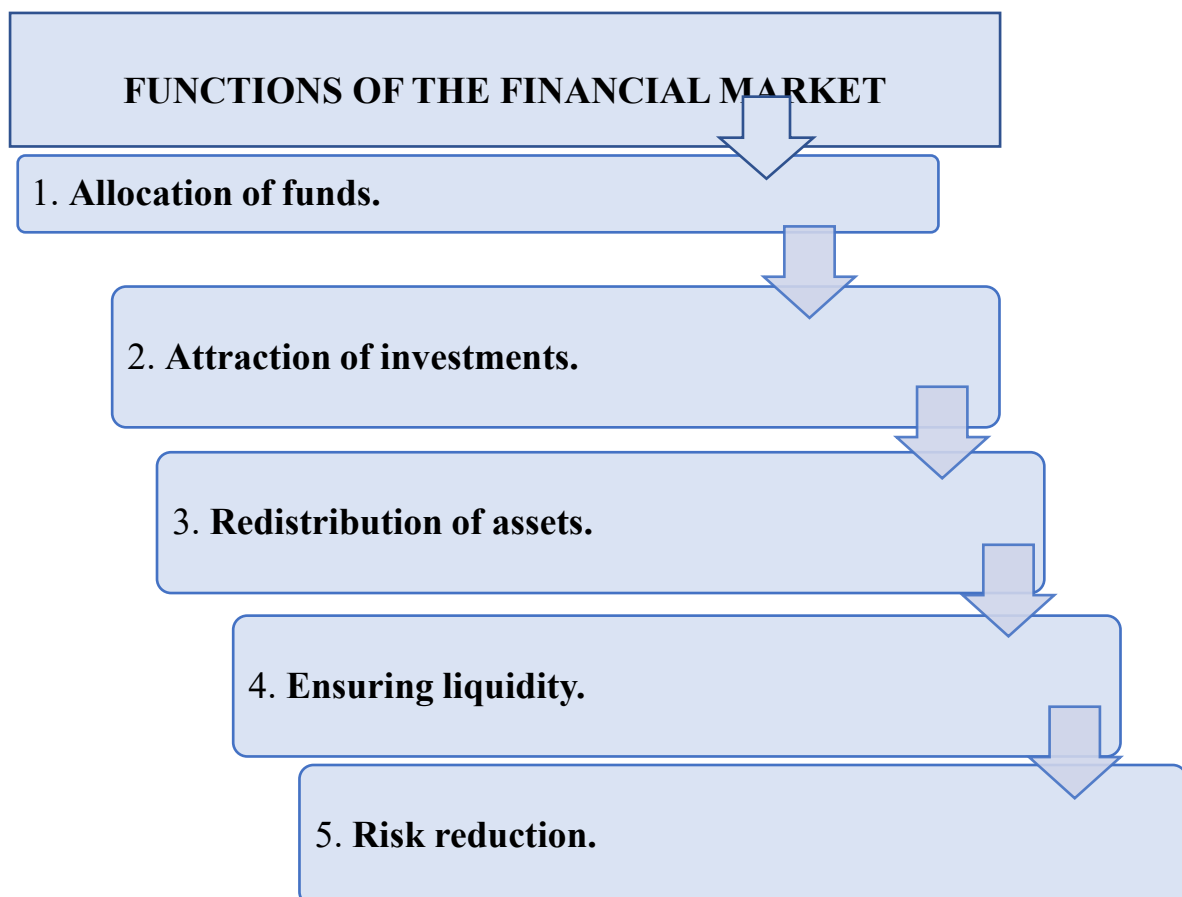 FUNCTIONS OF THE FINANCIAL MARKET
1. Allocation of funds.
2. Attraction of investments.
3. Redistribution of assets.
4. Ensuring liquidity.
5. Risk reduction.